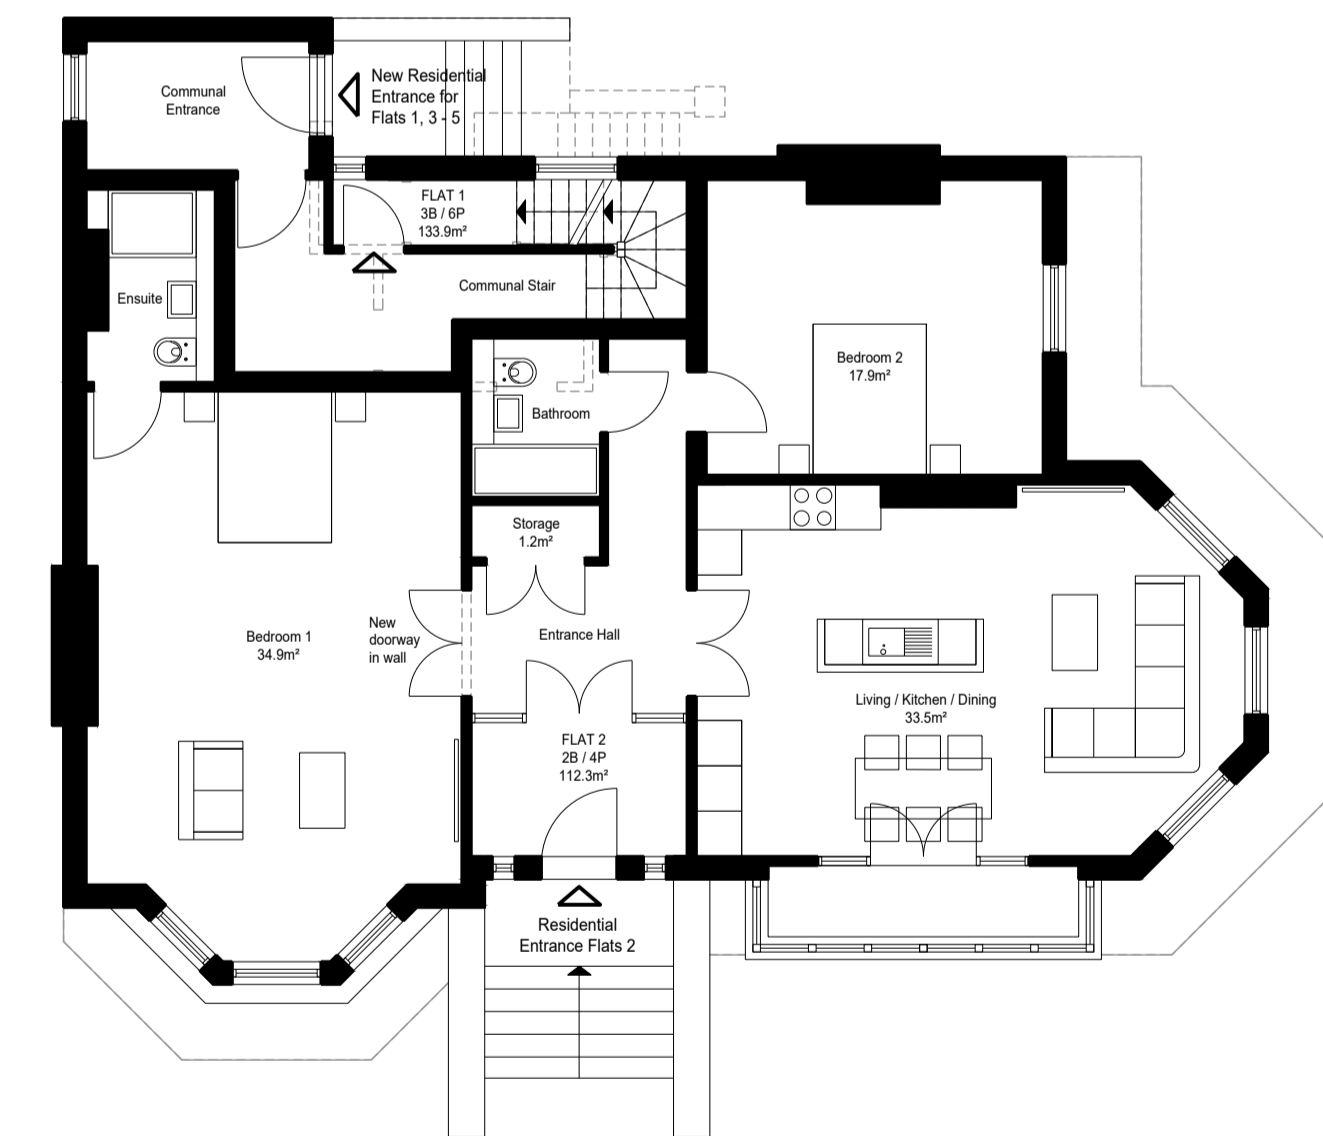 Communal
Entrance
New Residential
Entrance for
Flats 1, 3 - 5
FLAT 1
3B / 6P
133.9m²
Communal Stair
Ensuite
Bedroom 2
17.9m²
Bathroom
Storage
1.2m²
New
doorway
in wall
Entrance Hall
Bedroom 1
34.9m²
Living / Kitchen / Dining
33.5m²
FLAT 2
2B / 4P
112.3m²
Residential
Entrance Flats 2